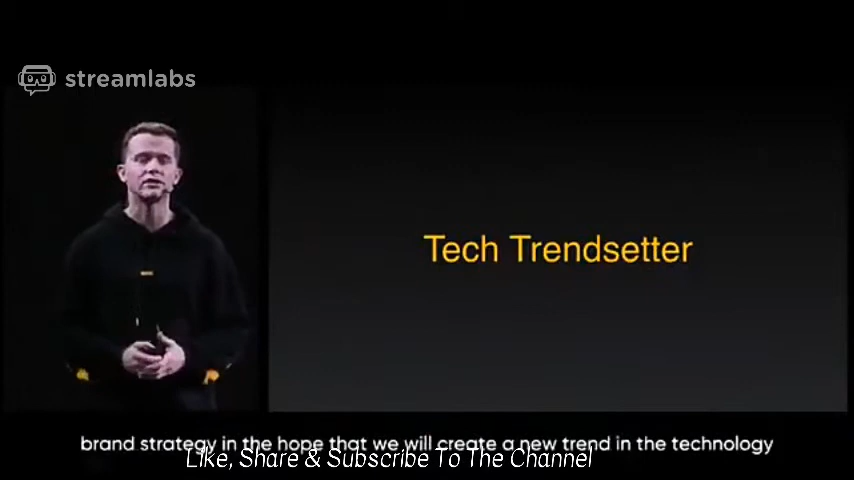 streamlabs
Tech Trendsetter
brand strategy in the hope that we will create a new trend in the technology
Like, Share & Subscribe To The Channel